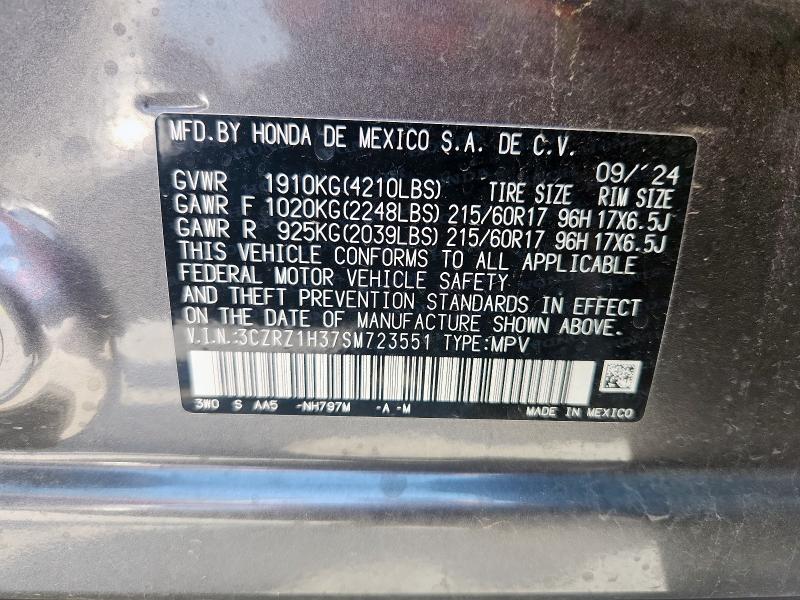 MFD.BY HONDA DE MEXICO S.A. DE C.V.
09/'24
GVWR 1910KG(4210LBS) TIRE SIZE RIM SIZE
GAWR F 1020KG(2248LBS) 215/60R17 96H 17X6.5J
GAWR R 925KG(2039LBS) 215/60R17 96H 17X6.5J
THIS VEHICLE CONFORMS TO ALL APPLICABLE
FEDERAL MOTOR VEHICLE SAFETY
AND THEFT PREVENTION STANDARDS IN EFFECT
ON THE DATE OF MANUFACTURE SHOWN ABOVE.
V.I.N.:3CZRZ1H37SM723551 TYPE:MPV
3W0 S AA5 -NH797M -A -M MADE IN MEXICO